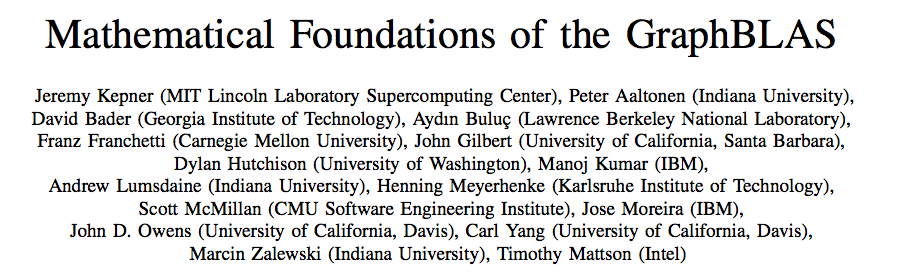 Mathematical Foundations of the GraphBLAS
Jeremy Kepner (MIT Lincoln Laboratory Supercomputing Center), Peter Aaltonen (Indiana University),
David Bader (Georgia Institute of Technology), Aydın Buluç (Lawrence Berkeley National Laboratory),
Franz Franchetti (Carnegie Mellon University), John Gilbert (University of California, Santa Barbara),
Dylan Hutchison (University of Washington), Manoj Kumar (IBM),
Andrew Lumsdaine (Indiana University), Henning Meyerhenke (Karlsruhe Institute of Technology),
Scott McMillan (CMU Software Engineering Institute), Jose Moreira (IBM),
John D. Owens (University of California, Davis), Carl Yang (University of California, Davis),
Marcin Zalewski (Indiana University), Timothy Mattson (Intel)